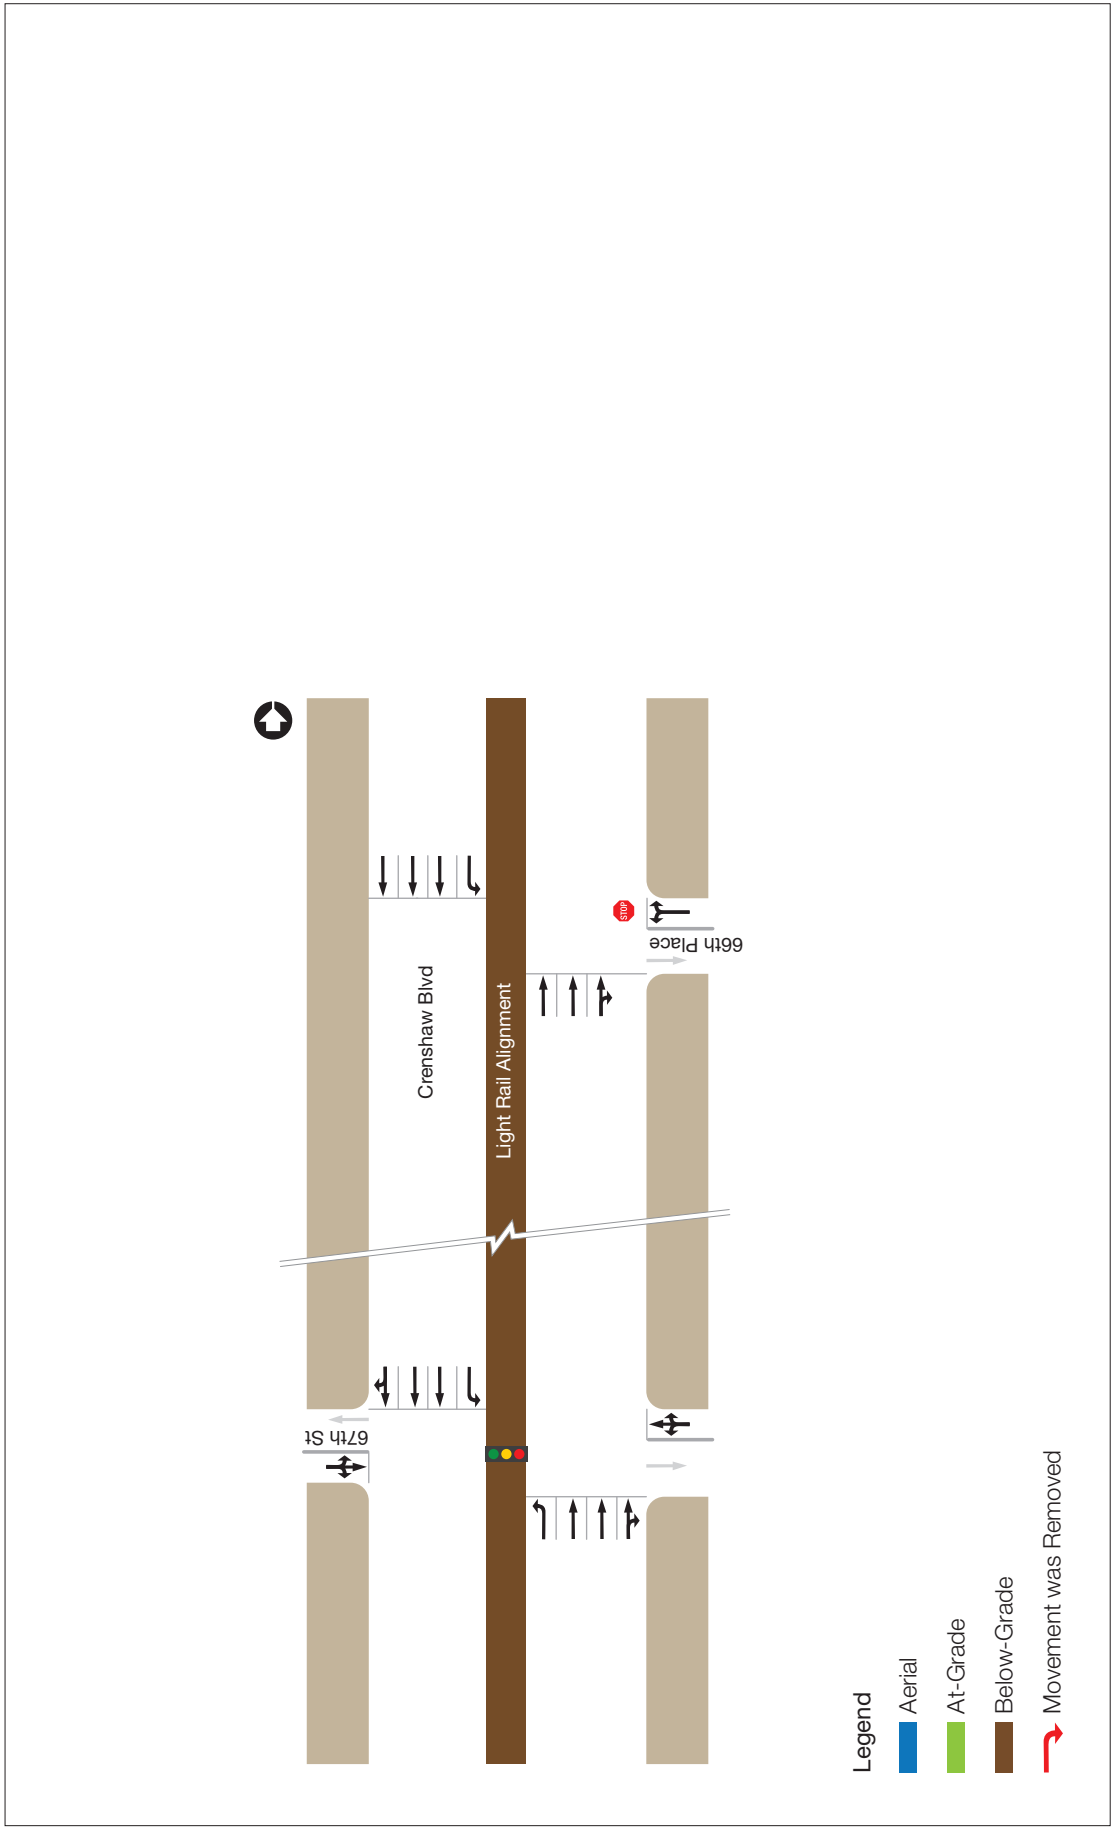 67th St
Crenshaw Blvd
Light Rail Alignment
STOP
66th Place
Legend
Aerial
At-Grade
Below-Grade
Movement was Removed